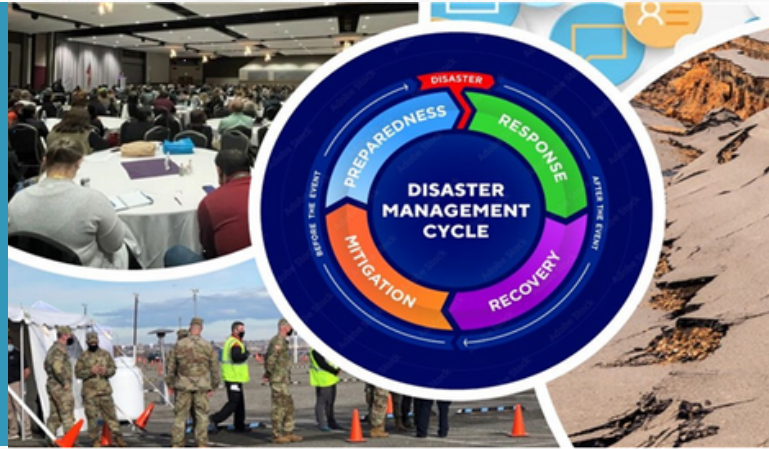 DISASTER
PREPAREDNESS
RESPONSE
BEFORE THE EVENT
DISASTER
MANAGEMENT
CYCLE
AFTER THE EVENT
MITIGATION
RECOVERY